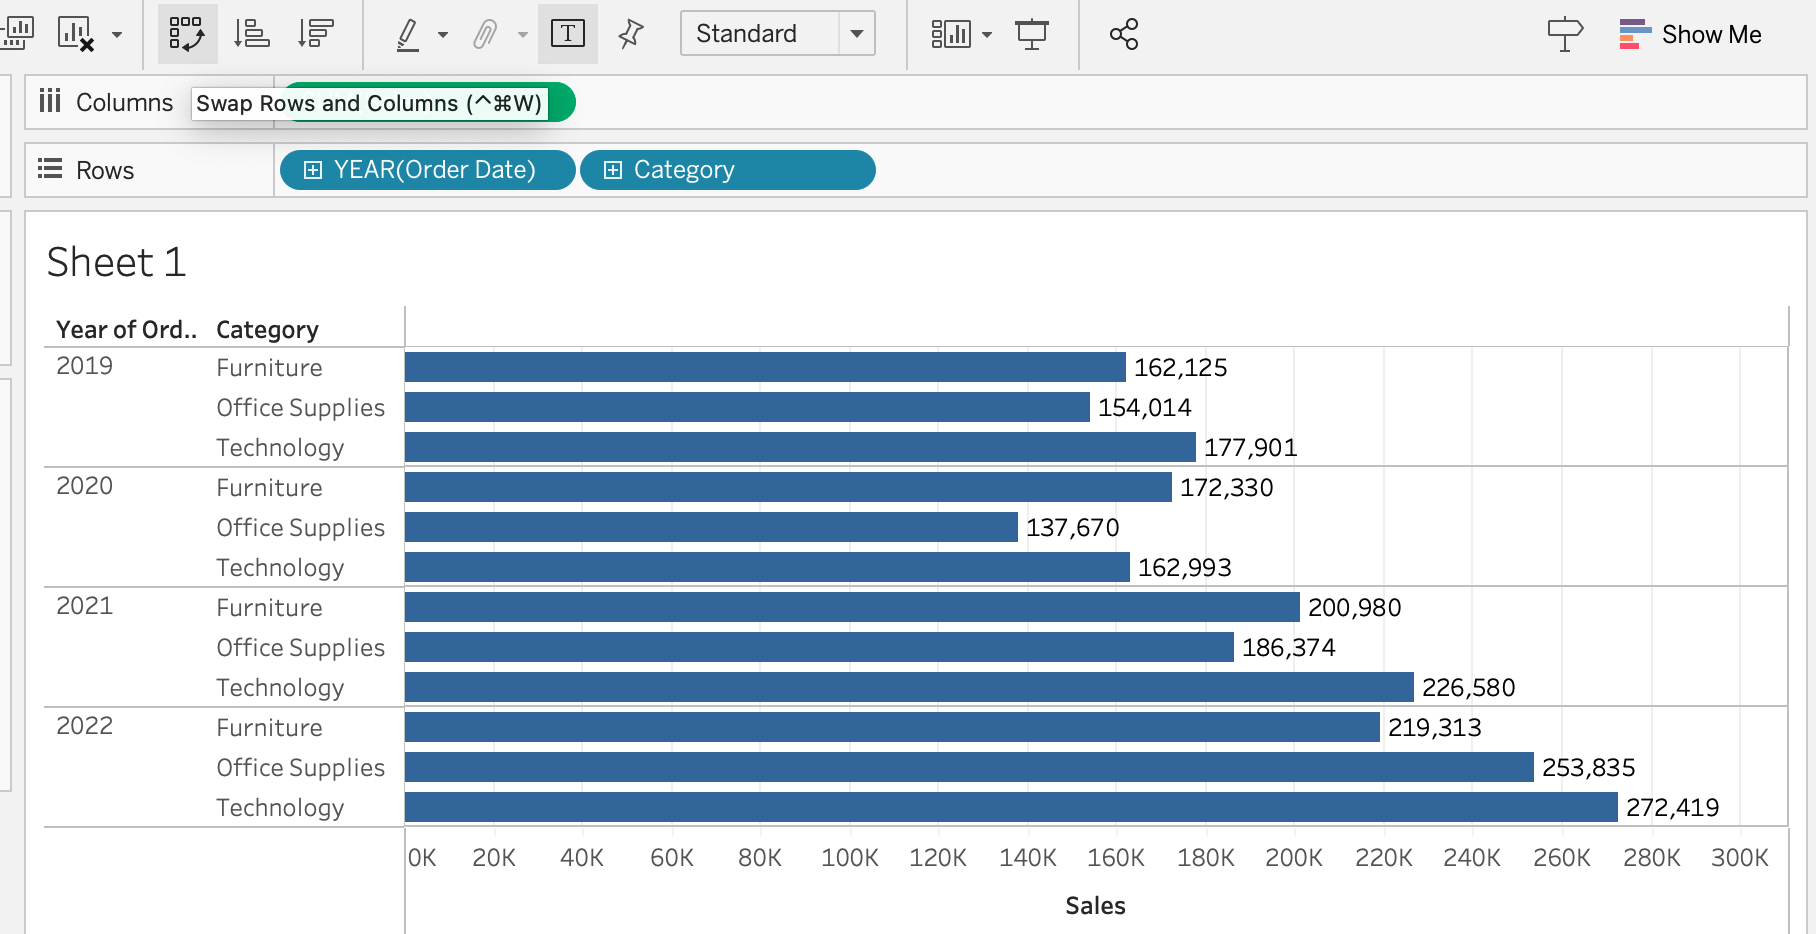 T
Standard
Show Me
Columns
Swap Rows and Columns (^⌘W)
Rows
YEAR(Order Date)
Category
Sheet 1
Year of Ord.. Category
2019 Furniture 162,125
Office Supplies 154,014
Technology 177,901
2020 Furniture 172,330
Office Supplies 137,670
Technology 162,993
2021 Furniture 200,980
Office Supplies 186,374
Technology 226,580
2022 Furniture 219,313
Office Supplies 253,835
Technology 272,419
0K 20K 40K 60K 80K 100K 120K 140K 160K 180K 200K 220K 240K 260K 280K 300K
Sales